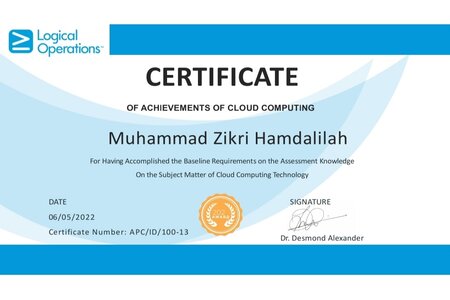 Logical
Operations™
CERTIFICATE
OF ACHIEVEMENTS OF CLOUD COMPUTING
Muhammad Zikri Hamdalilah
For Having Accomplished the Baseline Requirements on the Assessment Knowledge
On the Subject Matter of Cloud Computing Technology
DATE
SIGNATURE
06/05/2022
AWARD
Certificate Number: APC/ID/100-13
Dr. Desmond Alexander